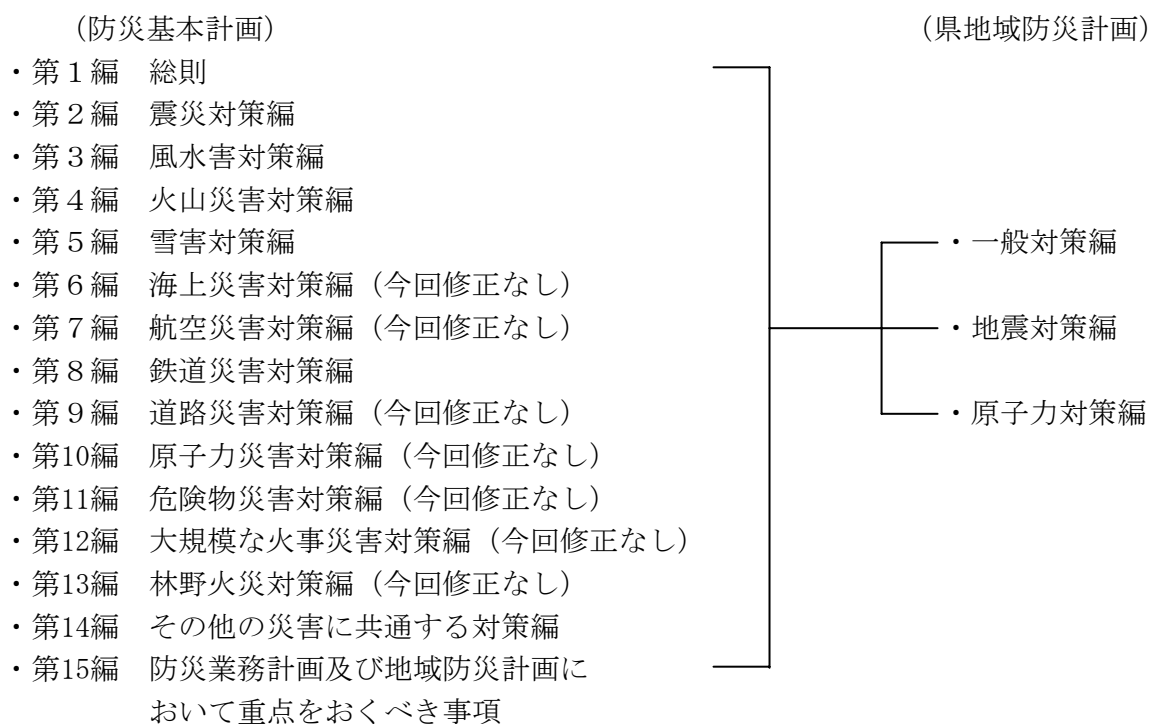 （防災基本計画）
（県地域防災計画）
・第１編　総則
・第２編　震災対策編
・第３編　風水害対策編
・第４編　火山災害対策編
・第５編　雪害対策編
・一般対策編
・第６編　海上災害対策編（今回修正なし）
・第７編　航空災害対策編（今回修正なし）
・地震対策編
・第８編　鉄道災害対策編
・第９編　道路災害対策編（今回修正なし）
・原子力対策編
・第10編　原子力災害対策編（今回修正なし）
・第11編　危険物災害対策編（今回修正なし）
・第12編　大規模な火事災害対策編（今回修正なし）
・第13編　林野火災対策編（今回修正なし）
・第14編　その他の災害に共通する対策編
・第15編　防災業務計画及び地域防災計画に
おいて重点をおくべき事項